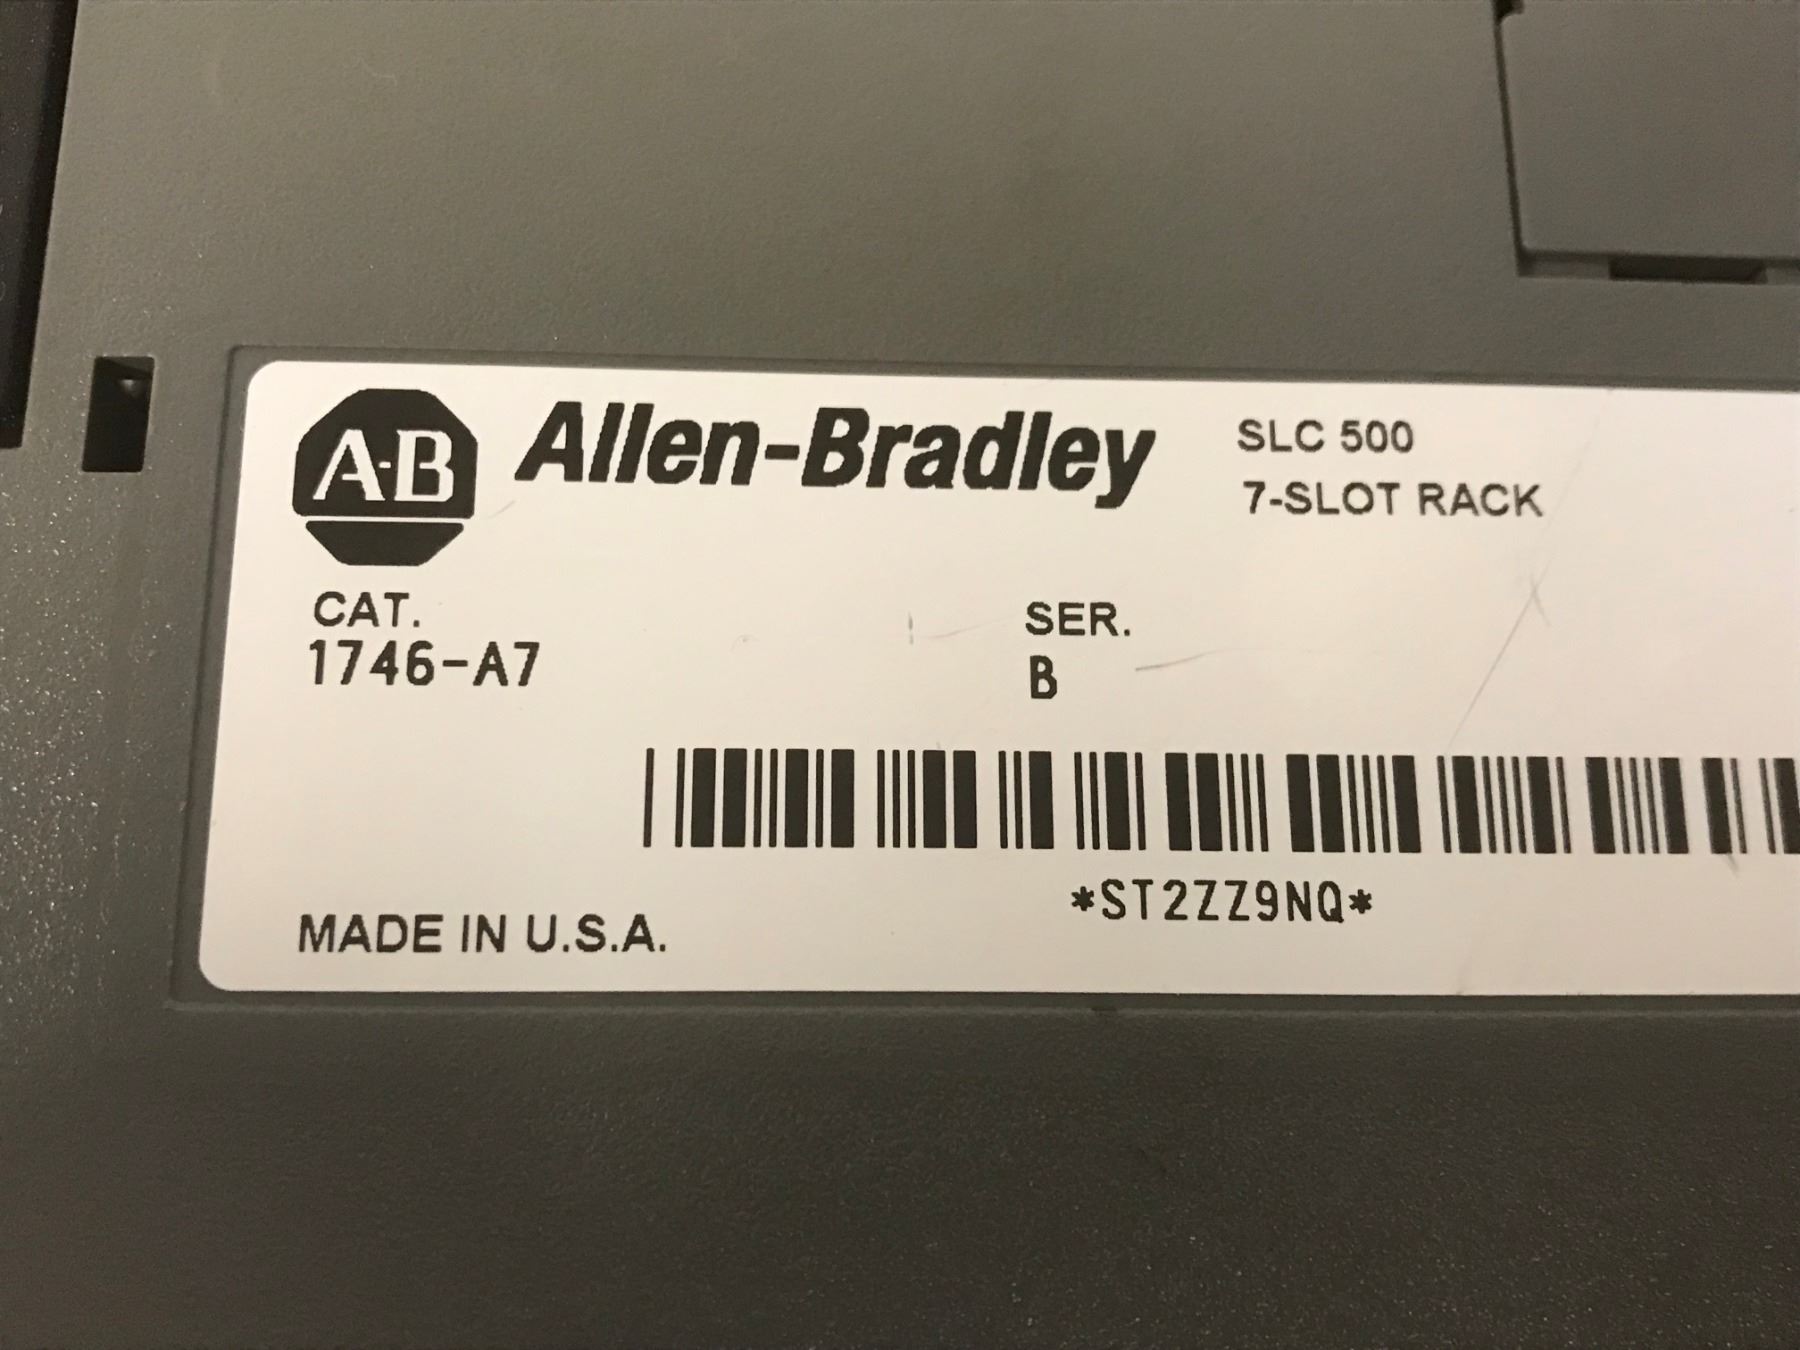 A-B Allen-Bradley
SLC 500
7-SLOT RACK
CAT.
1746-A7
SER.
B
*ST2ZZ9NQ*
MADE IN U.S.A.